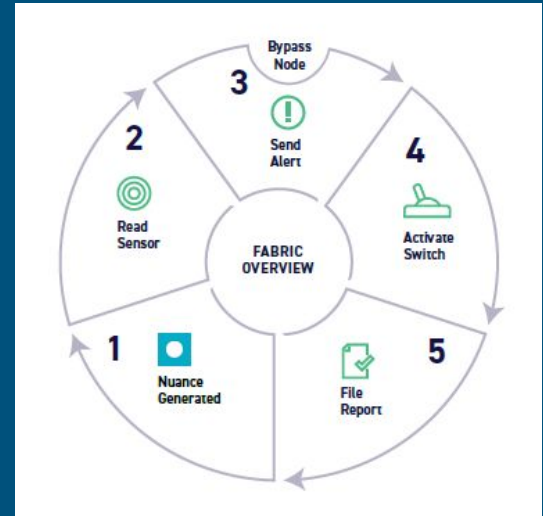 Bypass
Node
3
Send
Alert
2
Read
Sensor
4
Activate
Switch
FABRIC
OVERVIEW
1
Nuance
Generated
5
File
Report